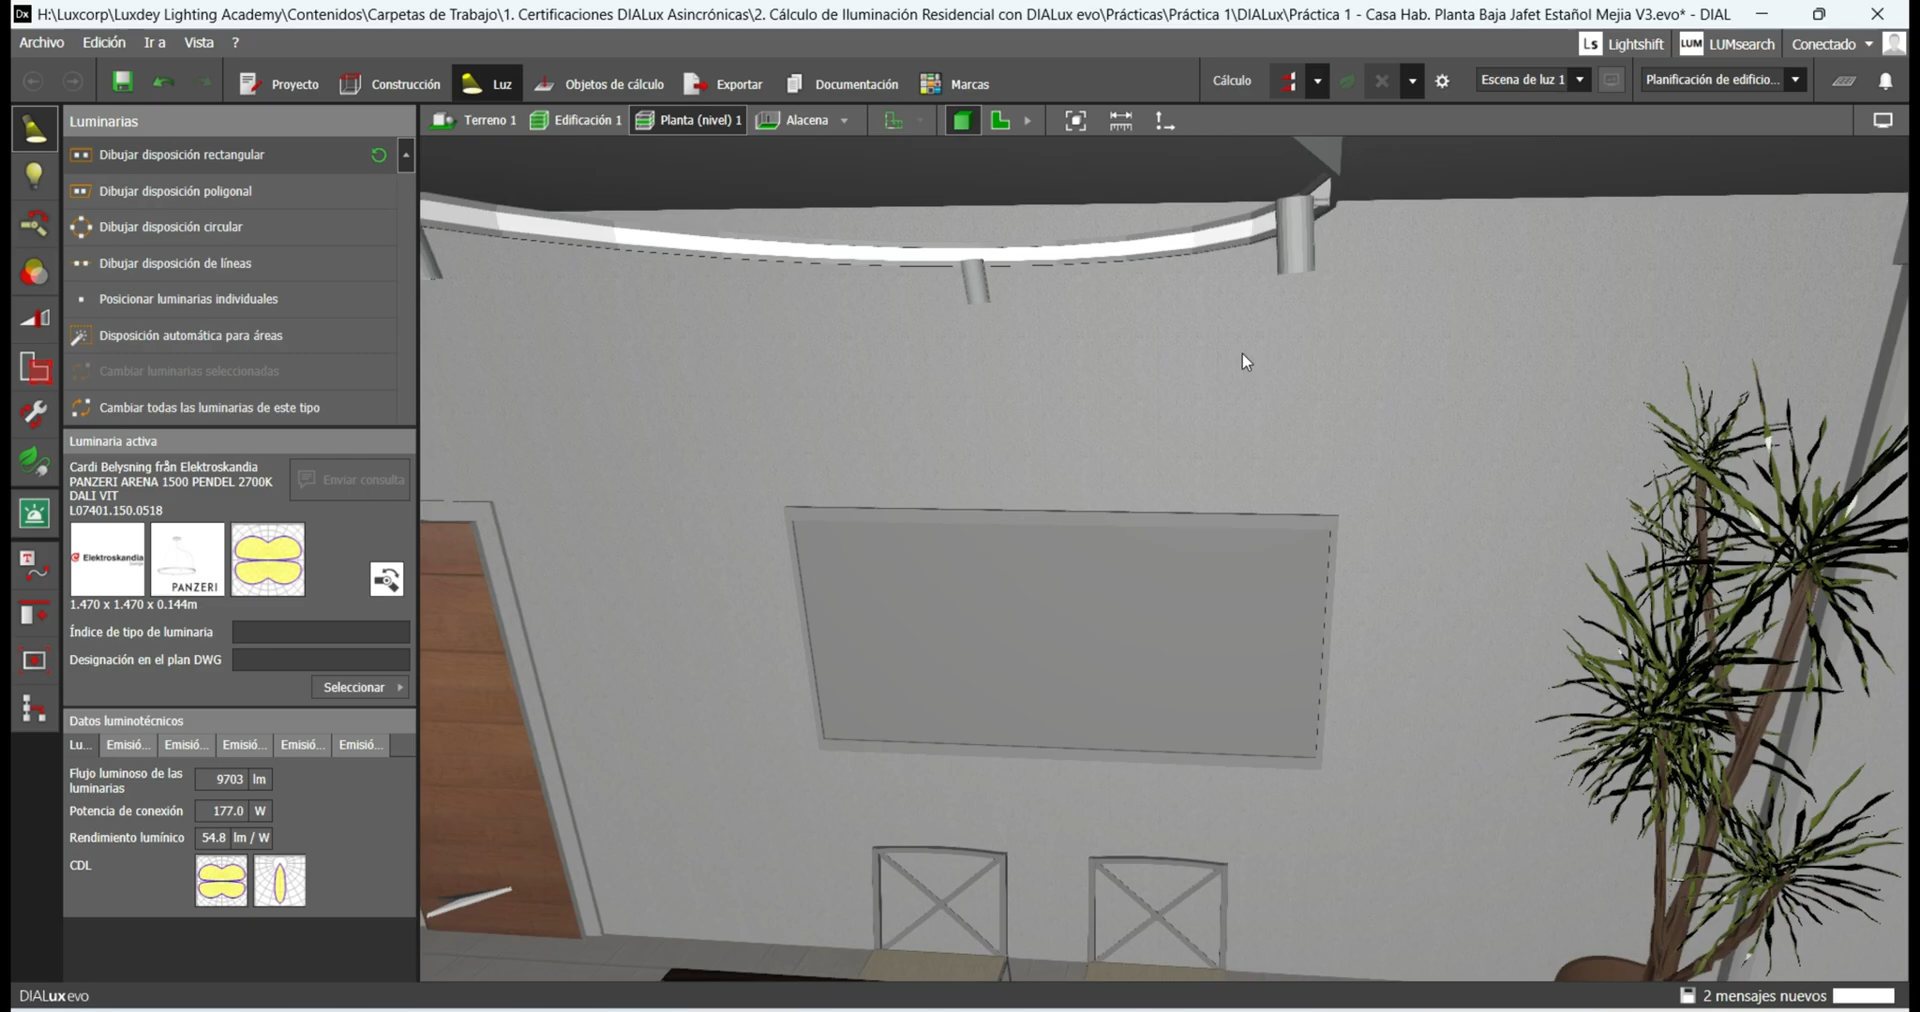 H:\Luxcorp\Luxdey Lighting Academy\Contenidos\Carpetas de Trabajo\1. Certificaciones DIALux Asincrónicas\2. Cálculo de Iluminación Residencial con DIALux evo\Prácticas\Práctica 1\DIALux\Práctica 1 - Casa Hab. Planta Baja Jafet Estañol Mejia V3.evo* - DIAL
Archivo Edición Ir a Vista ? Ls Lightshift LUM LUMsearch Conectado
Proyecto Construcción Luz Objetos de cálculo Exportar Documentación Marcas Cálculo Escena de luz 1 Planificación de edificio...
Luminarias Terreno 1 Edificación 1 Planta (nivel) 1 Alacena
Dibujar disposición rectangular
Dibujar disposición poligonal
Dibujar disposición circular
Dibujar disposición de líneas
Posicionar luminarias individuales
Disposición automática para áreas
Cambiar luminarias seleccionadas
Cambiar todas las luminarias de este tipo
Luminaria activa
Cardi Belysning från Elektroskandia
PANZERI ARENA 1500 PENDEL 2700K
DALI VIT
L07401.150.0518
Enviar consulta
Elektroskandia
PANZERI
1.470 x 1.470 x 0.144m
Índice de tipo de luminaria
Designación en el plan DWG
Seleccionar
Datos luminotécnicos
Lu... Emisió... Emisió... Emisió... Emisió... Emisió...
Flujo luminoso de las luminarias 9703 lm
Potencia de conexión 177.0 W
Rendimiento lumínico 54.8 lm / W
CDL
DIALux evo 2 mensajes nuevos